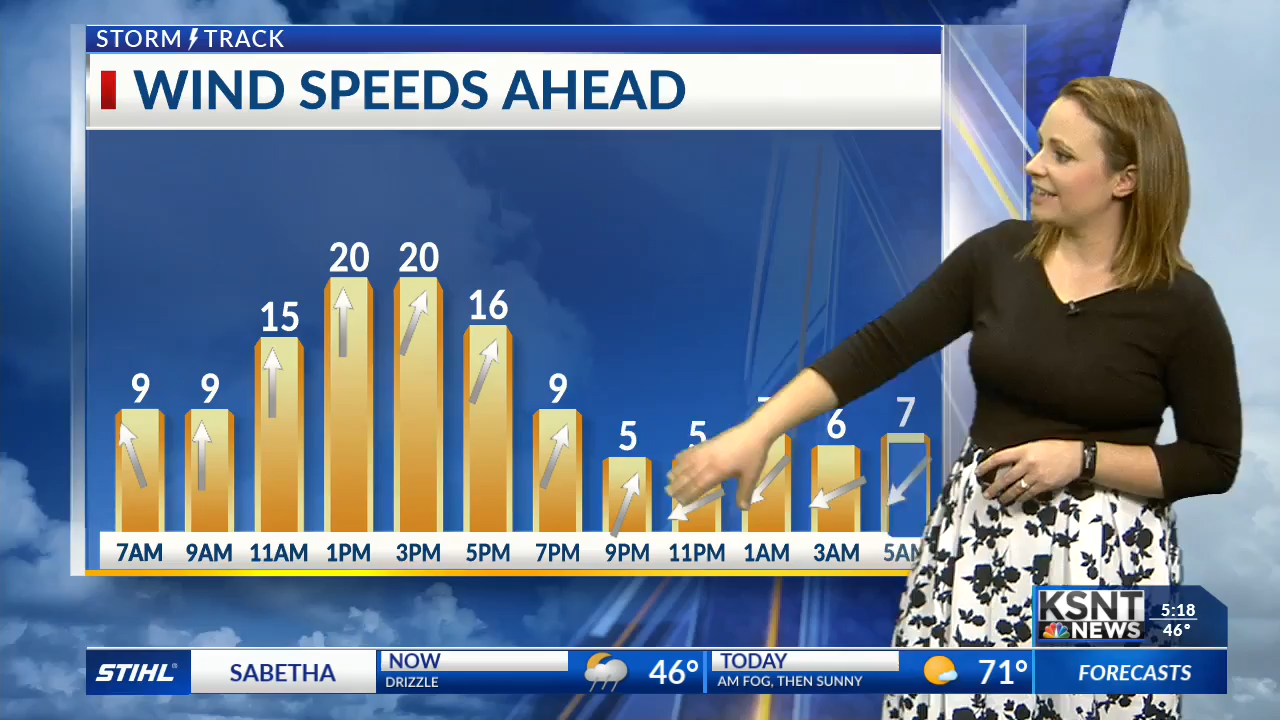 STORM TRACK
WIND SPEEDS AHEAD
20 20
16
15
9 9 9
5 5 6 7
7AM 9AM 11AM 1PM 3PM 5PM 7PM 9PM 11PM 1AM 3AM 5AM
KSNT
NEWS
5:18
46°
STIHL® SABETHA NOW DRIZZLE 46° TODAY AM FOG, THEN SUNNY 71° FORECASTS